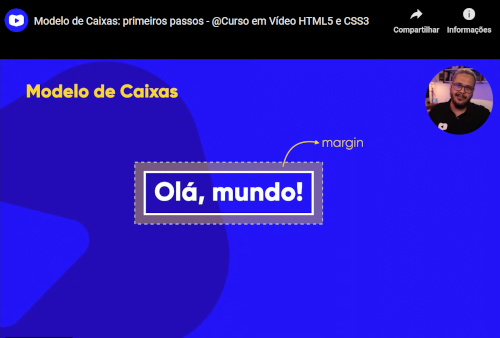 Modelo de Caixas: primeiros passos - @Curso em Vídeo HTML5 e CSS3
Compartilhar
Informações
Modelo de Caixas
margin
Olá, mundo!